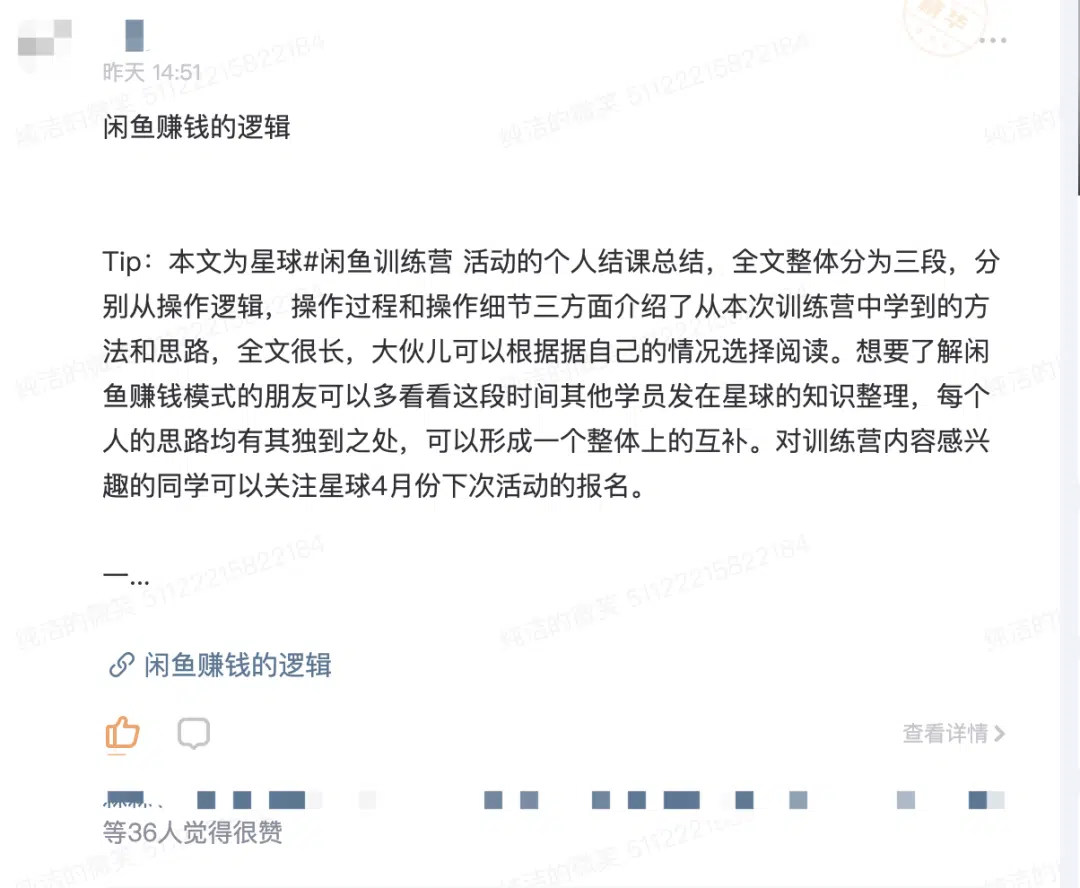 精华
昨天 14:51
闲鱼赚钱的逻辑
Tip：本文为星球#闲鱼训练营 活动的个人结课总结，全文整体分为三段，分
别从操作逻辑，操作过程和操作细节三方面介绍了从本次训练营中学到的方
法和思路，全文很长，大伙儿可以根据据自己的情况选择阅读。想要了解闲
鱼赚钱模式的朋友可以多看看这段时间其他学员发在星球的知识整理，每个
人的思路均有其独到之处，可以形成一个整体上的互补。对训练营内容感兴
趣的同学可以关注星球4月份下次活动的报名。
一...
闲鱼赚钱的逻辑
查看详情
等36人觉得很赞
纯洁的微笑 51122215822184